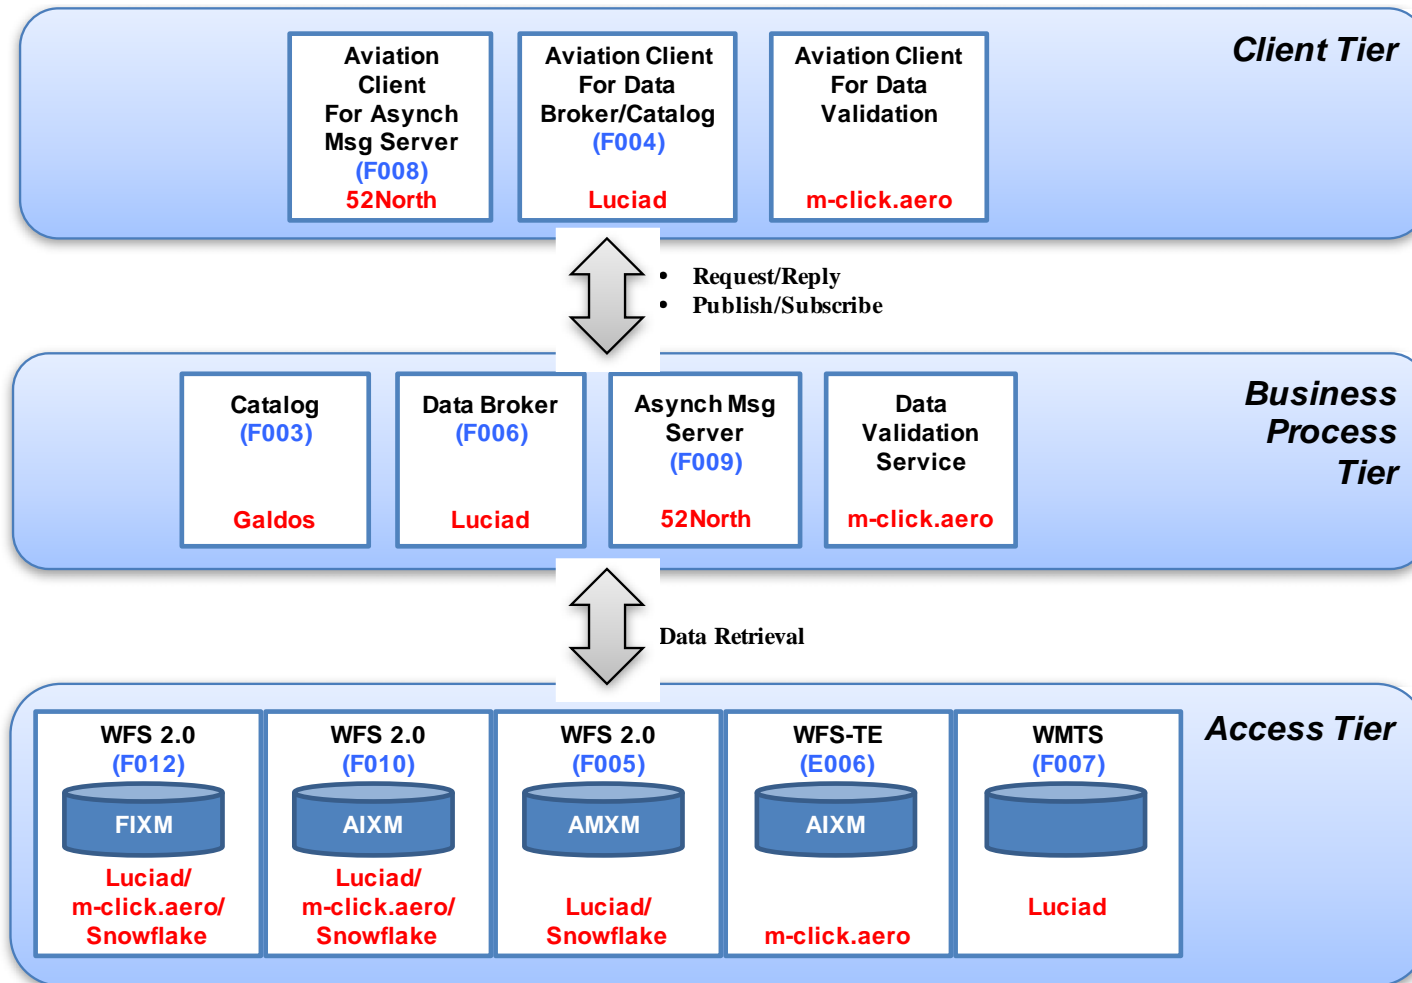 Client Tier
Aviation
Client
For Asynch
Msg Server
(F008)
52North
Aviation Client
For Data
Broker/Catalog
(F004)
Luciad
Aviation Client
For Data
Validation
m-click.aero
• Request/Reply
• Publish/Subscribe
Business
Process
Tier
Catalog
(F003)
Galdos
Data Broker
(F006)
Luciad
Asynch Msg
Server
(F009)
52North
Data
Validation
Service
m-click.aero
Data Retrieval
Access Tier
WFS 2.0
(F012)
FIXM
Luciad/
m-click.aero/
Snowflake
WFS 2.0
(F010)
AIXM
Luciad/
m-click.aero/
Snowflake
WFS 2.0
(F005)
AMXM
Luciad/
Snowflake
WFS-TE
(E006)
AIXM
m-click.aero
WMTS
(F007)
Luciad